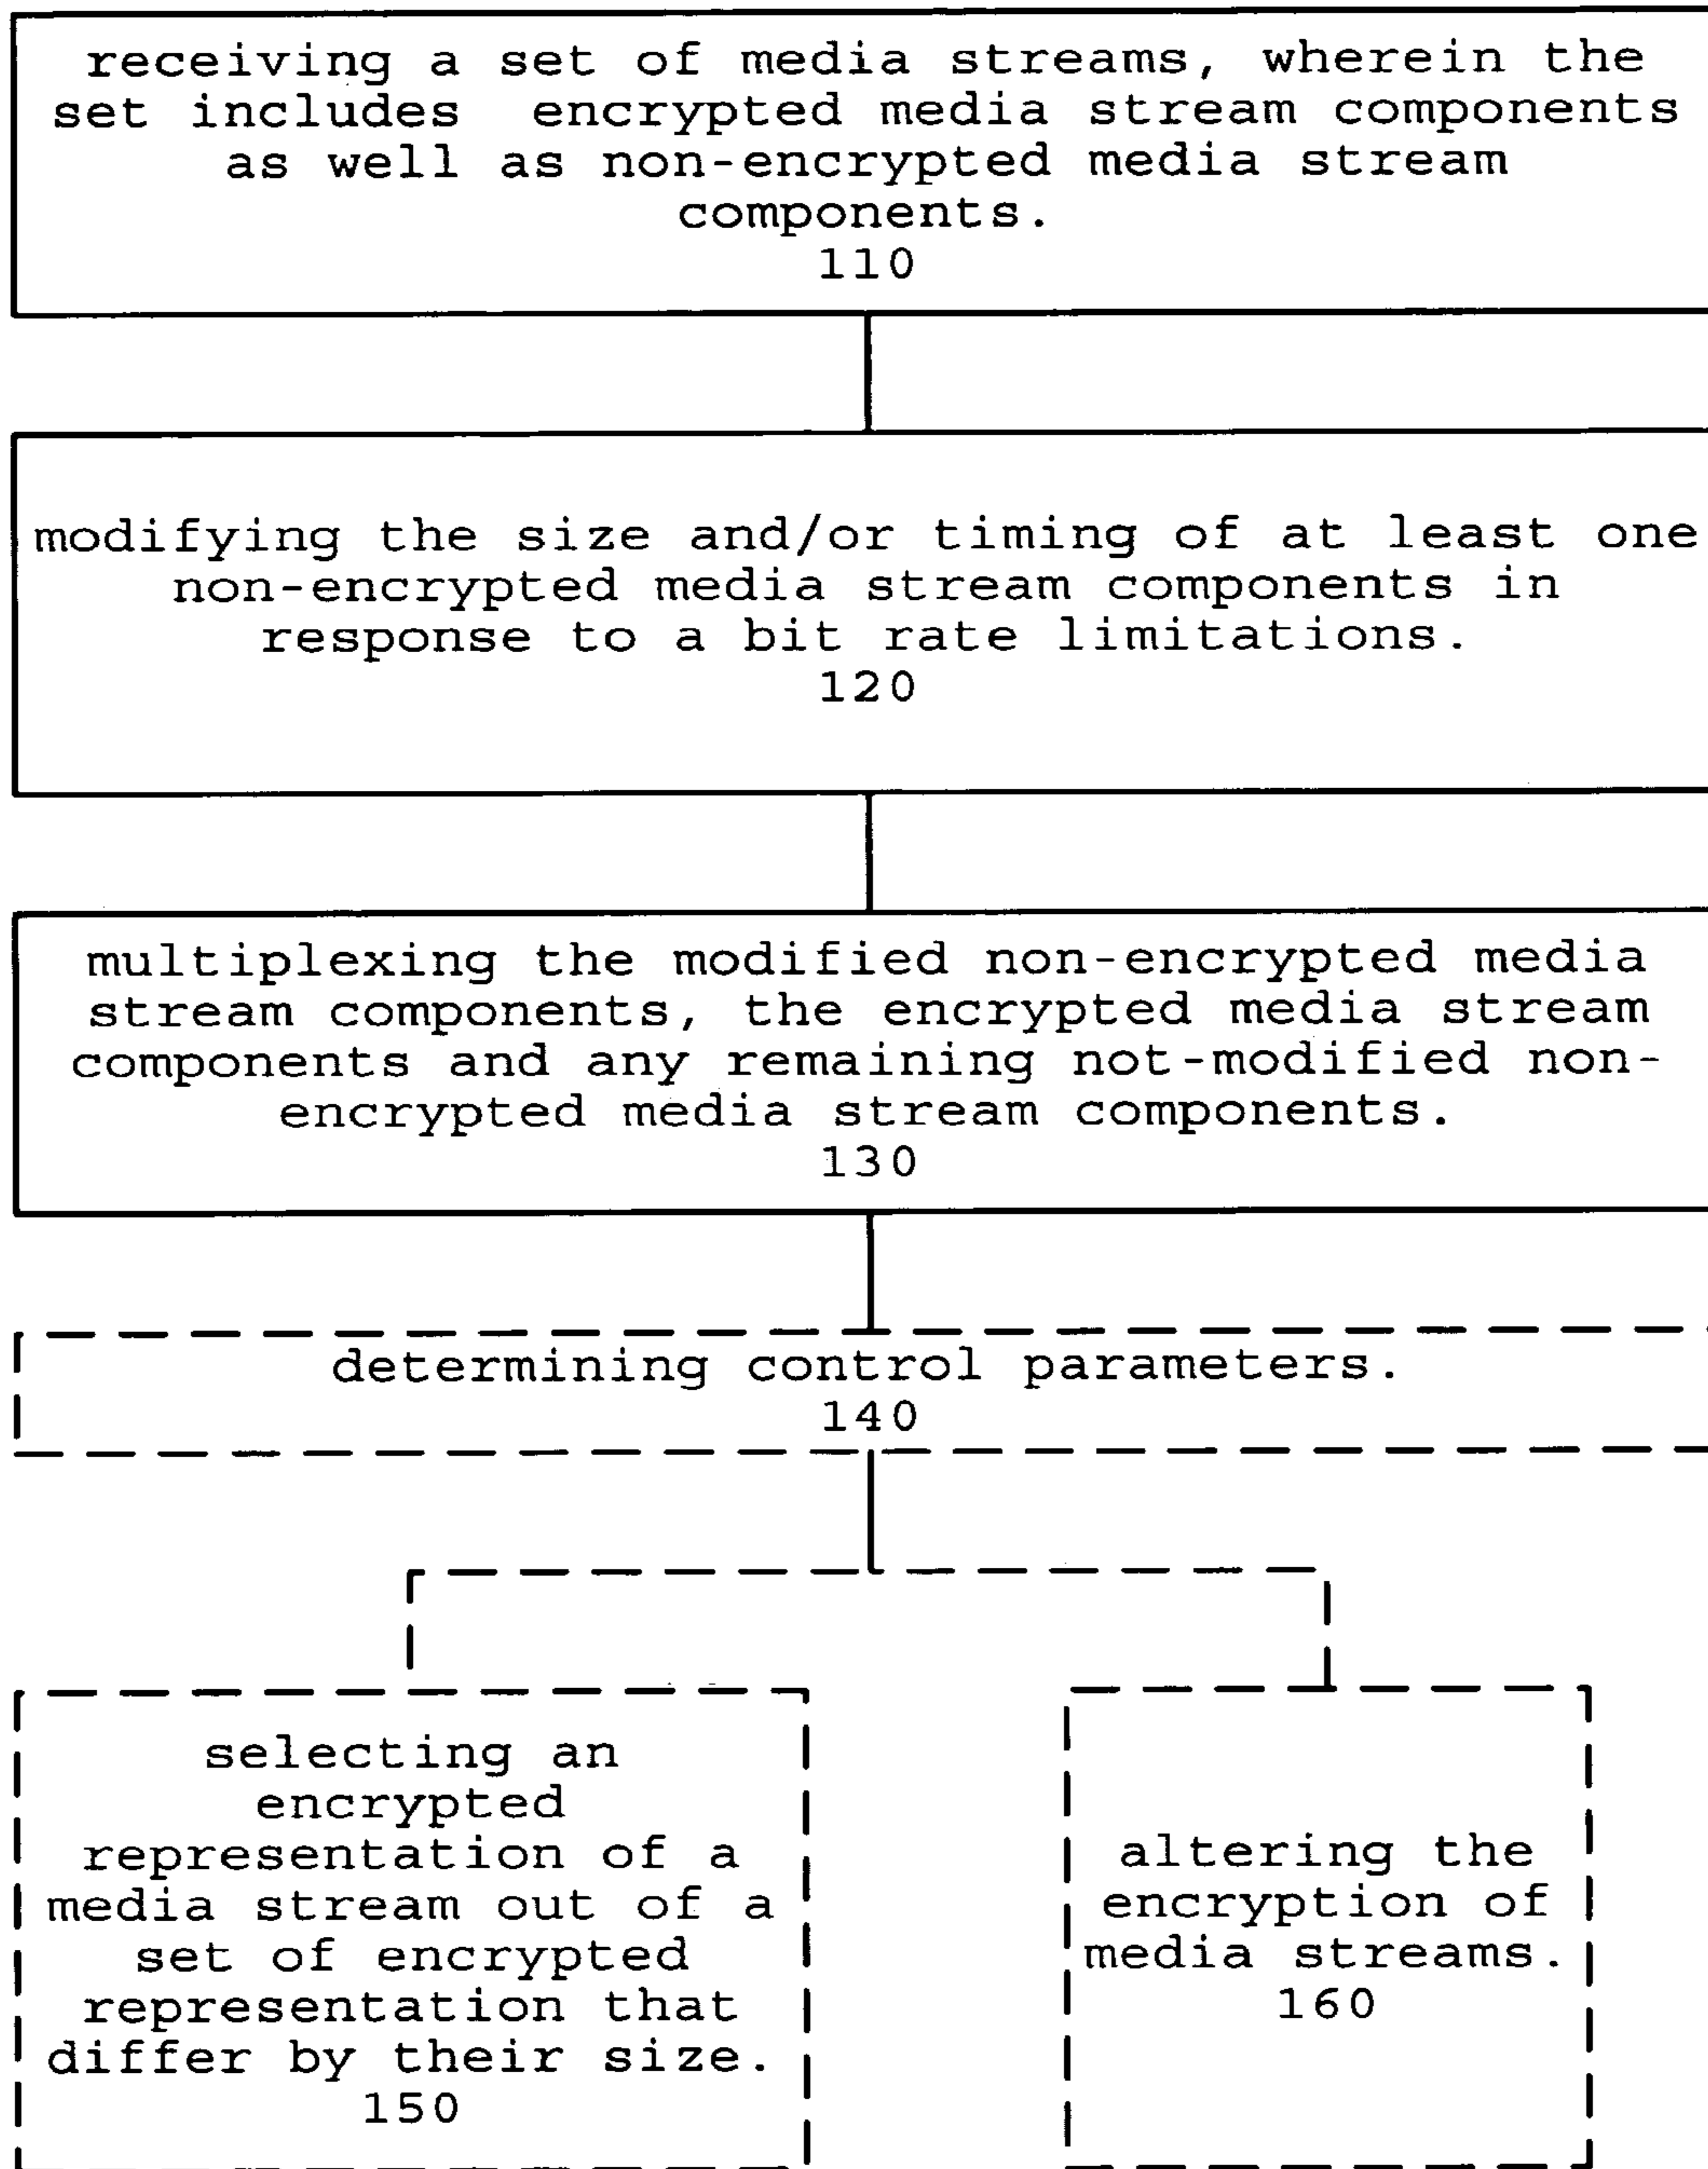 receiving a set of media streams, wherein the
set includes encrypted media stream components
as well as non-encrypted media stream
components.
110
modifying the size and/or timing of at least one
non-encrypted media stream components in
response to a bit rate limitations.
120
multiplexing the modified non-encrypted media
stream components, the encrypted media stream
components and any remaining not-modified non-
encrypted media stream components.
130
determining control parameters.
140
selecting an
encrypted
representation of a
media stream out of a
set of encrypted
representation that
differ by their size.
150
altering the
encryption of
media streams.
160